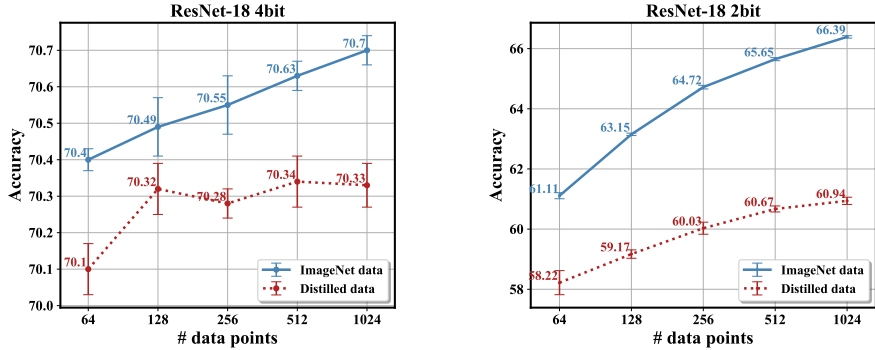 ResNet-18 4bit
Accuracy
70.7
70.6
70.5
70.4
70.3
70.2
70.1
70.0
70.4
70.49
70.55
70.63
70.7
70.1
70.32
70.28
70.34
70.33
ImageNet data
Distilled data
64 128 256 512 1024
# data points
ResNet-18 2bit
Accuracy
66
64
62
60
58
61.11
63.15
64.72
65.65
66.39
58.22
59.17
60.03
60.67
60.94
ImageNet data
Distilled data
64 128 256 512 1024
# data points